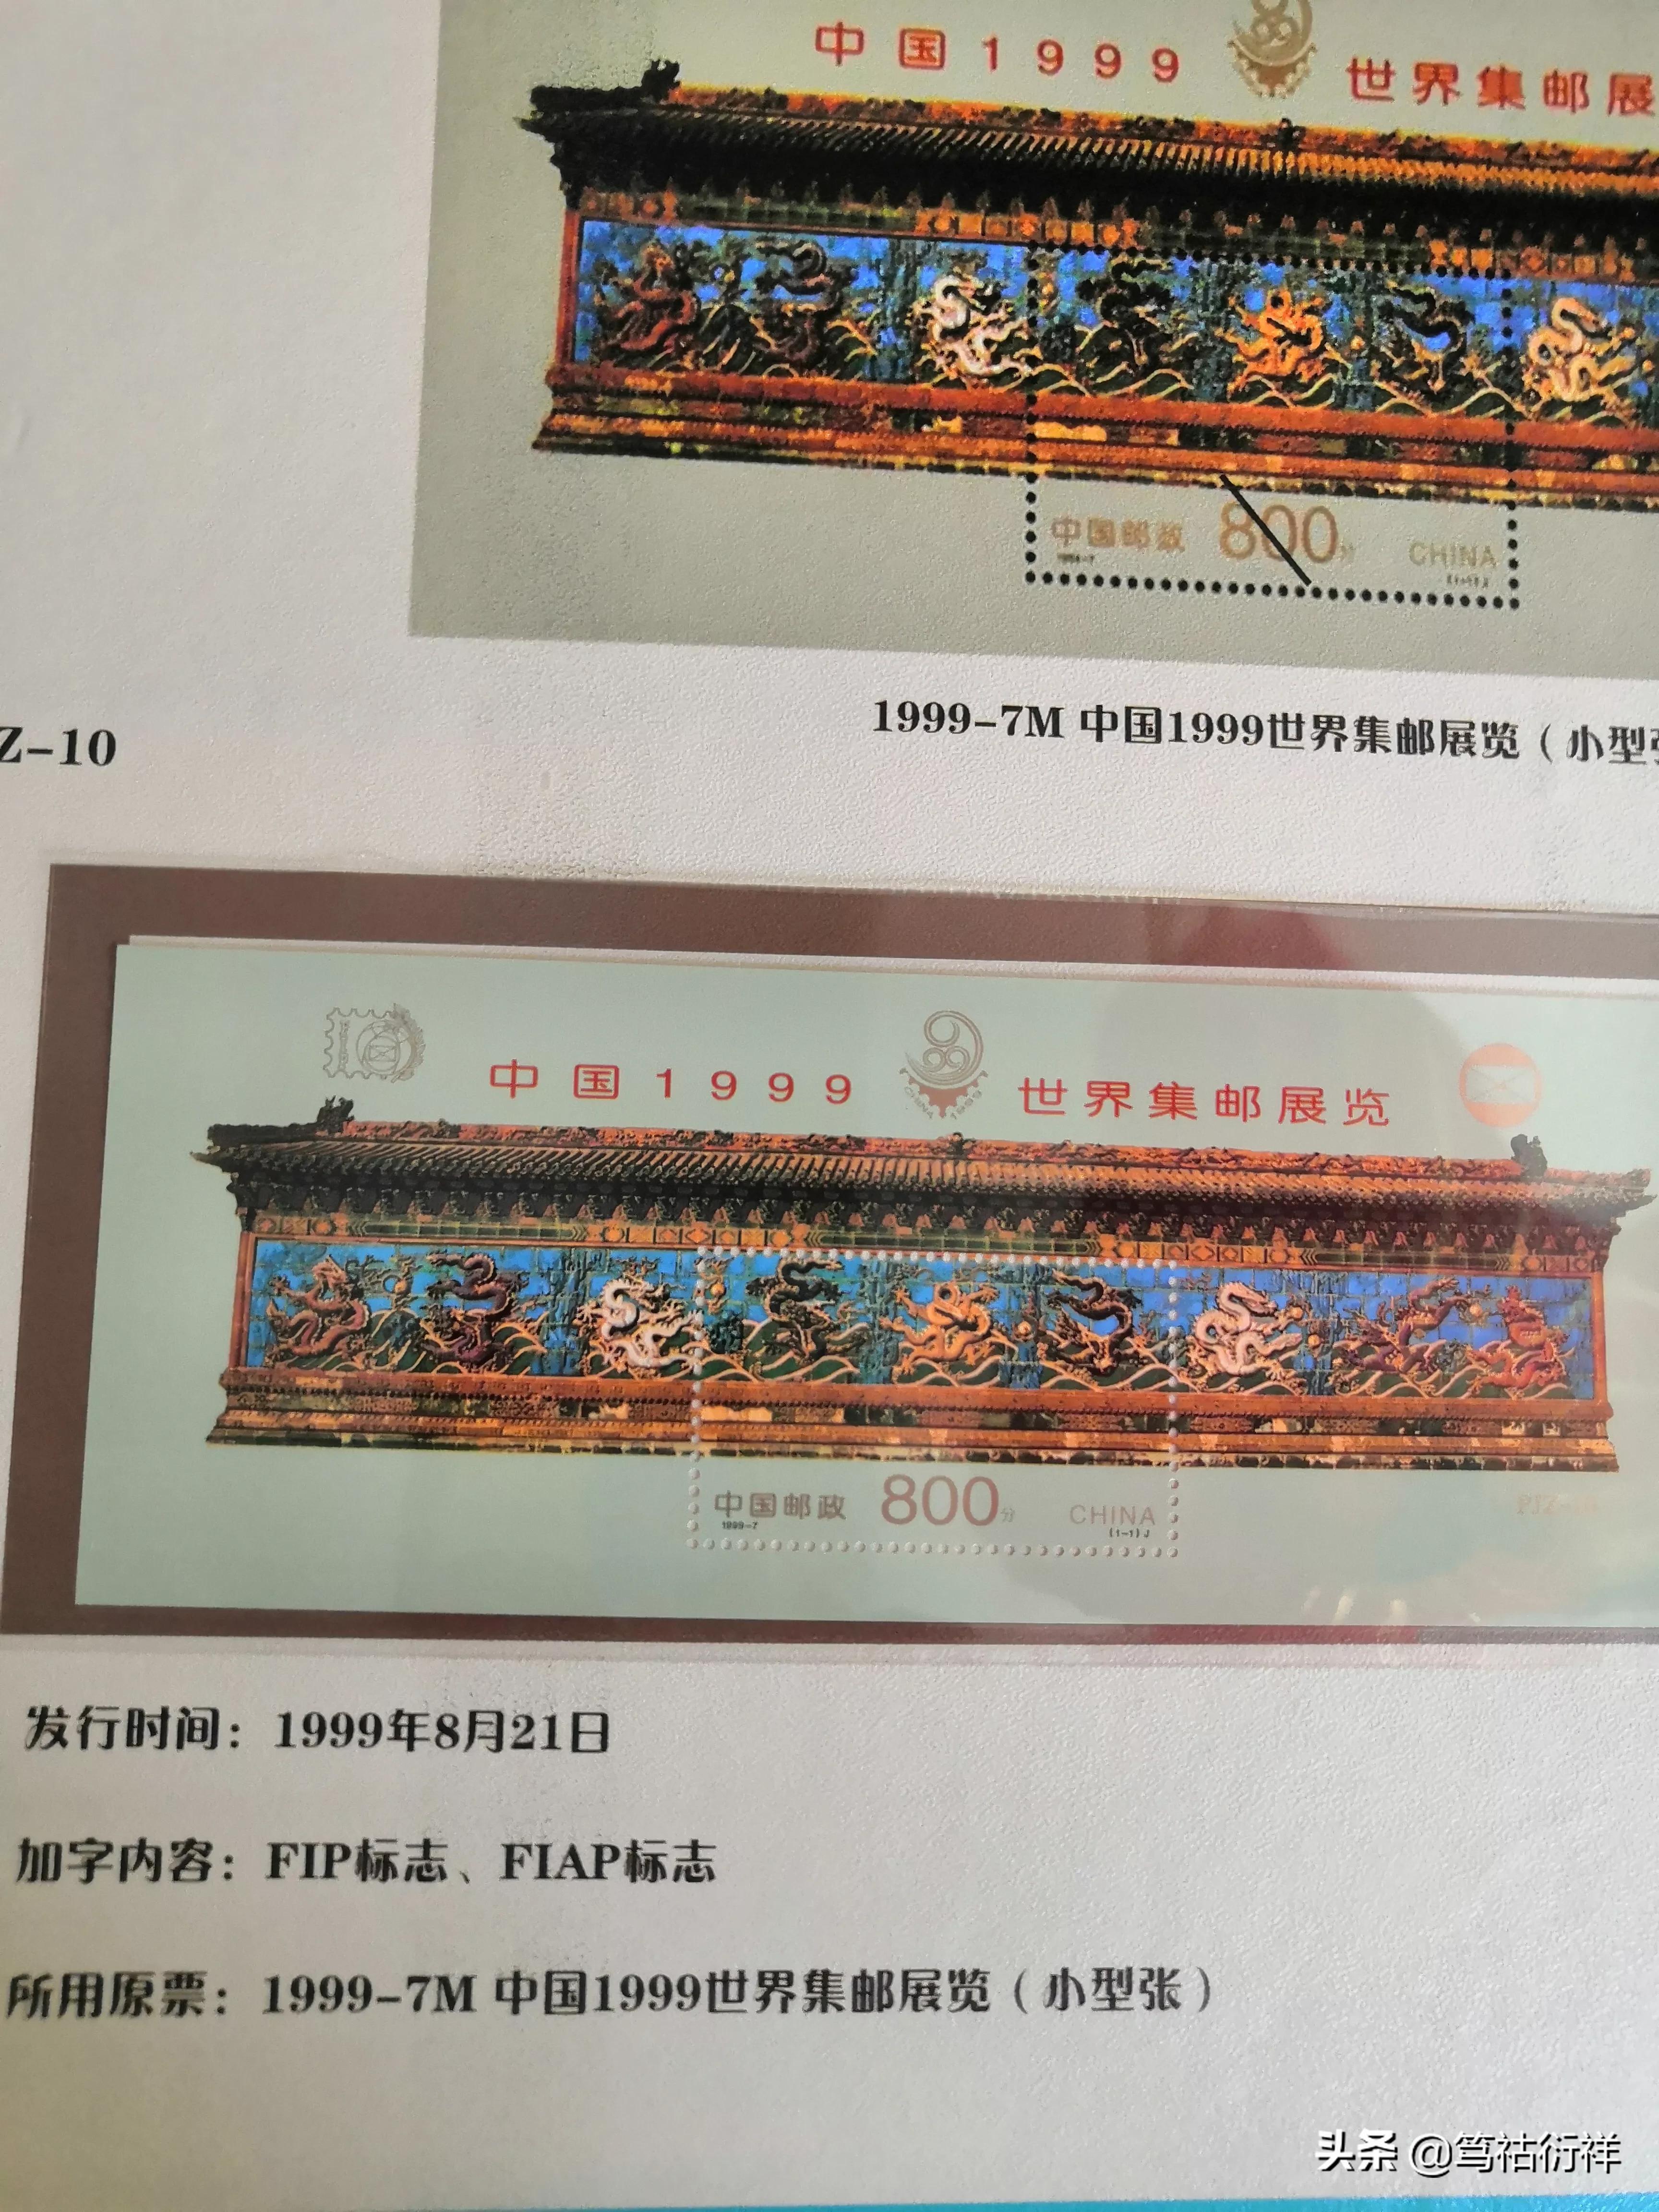 中国1999 世界集邮展
中国邮政 800分 CHINA
(1-1)J
Z-10
1999-7M 中国1999世界集邮展览（小型
中国1999 世界集邮展览
中国邮政 800分 CHINA
1999-7 (1-1)J
发行时间：1999年8月21日
加字内容：FIP标志、FIAP标志
所用原票：1999-7M 中国1999世界集邮展览（小型张）
头条 @笃祜衍祥